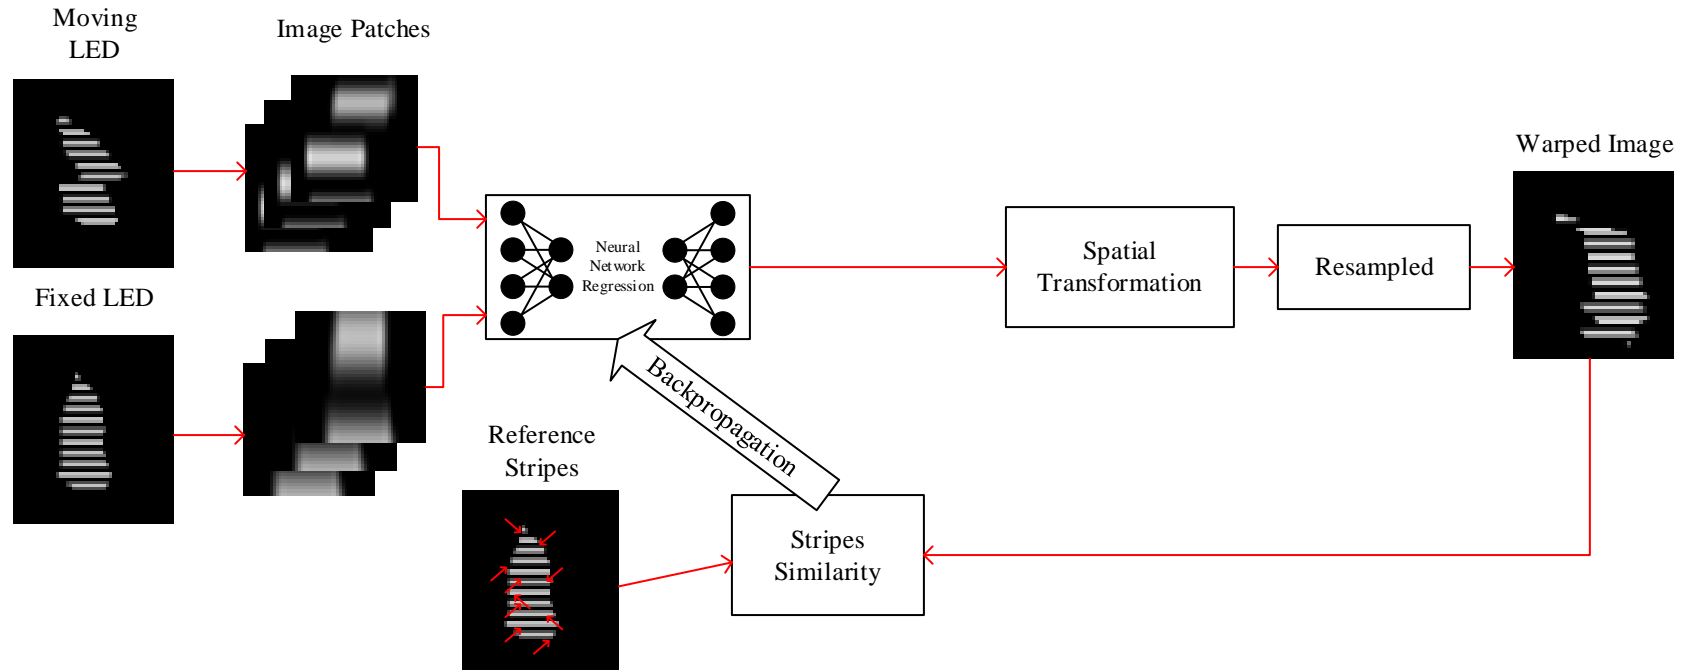 Moving
LED
Image Patches
Fixed LED
Neural
Network
Regression
Spatial
Transformation
Resampled
Warped Image
Backpropagation
Reference
Stripes
Stripes
Similarity